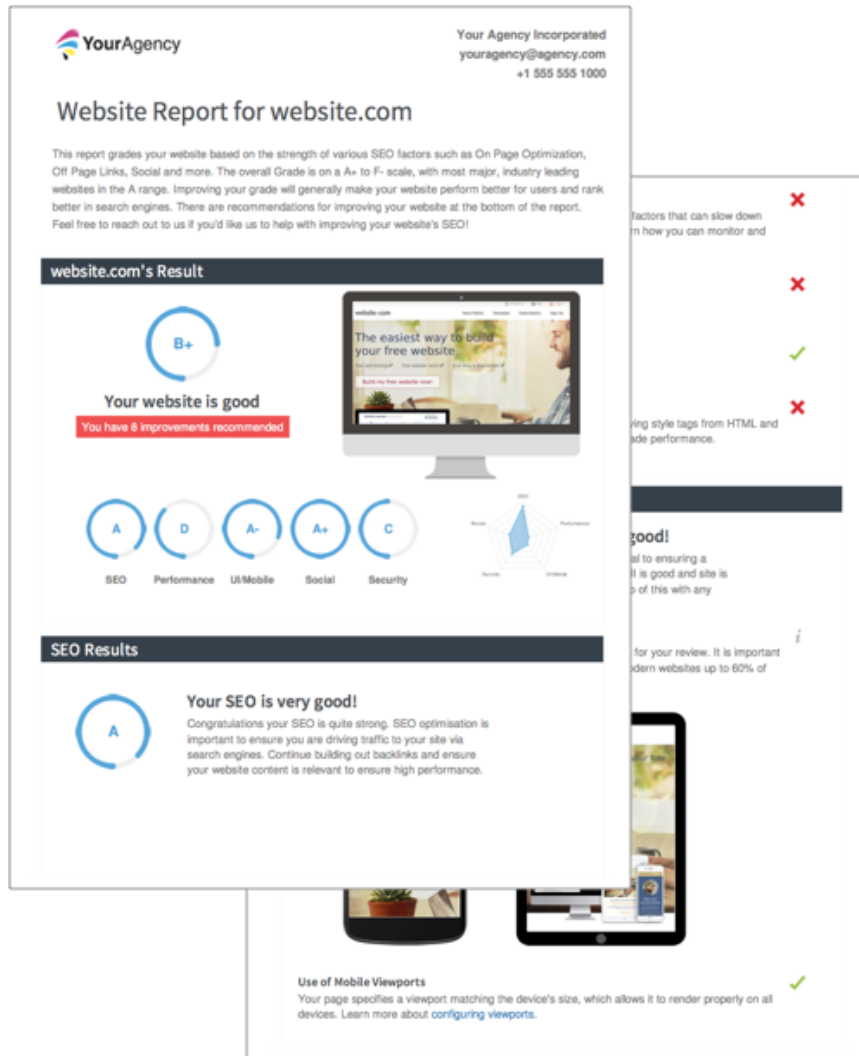 YourAgency
Your Agency Incorporated
youragency@agency.com
+1 555 555 1000
Website Report for website.com
This report grades your website based on the strength of various SEO factors such as On Page Optimization,
Off Page Links, Social and more. The overall Grade is on a A+ to F- scale, with most major, industry leading
websites in the A range. Improving your grade will generally make your website perform better for users and rank
better in search engines. There are recommendations for improving your website at the bottom of the report.
Feel free to reach out to us if you'd like us to help with improving your website's SEO!
website.com's Result
B+
Your website is good
You have 8 improvements recommended
website.com
The easiest way to build
your free website
Build my free website now!
A
D
A-
A+
C
SEO
Performance
UI/Mobile
Social
Security
SEO
Social
Performance
Security
UI/Mobile
SEO Results
A
Your SEO is very good!
Congratulations your SEO is quite strong. SEO optimisation is
important to ensure you are driving traffic to your site via
search engines. Continue building out backlinks and ensure
your website content is relevant to ensure high performance.
factors that can slow down
rn how you can monitor and
ving style tags from HTML and
ade performance.
good!
al to ensuring a
ll is good and site is
p of this with any
i
for your review. It is important
odern websites up to 60% of
your free
Use of Mobile Viewports
Your page specifies a viewport matching the device's size, which allows it to render properly on all
devices. Learn more about configuring viewports.